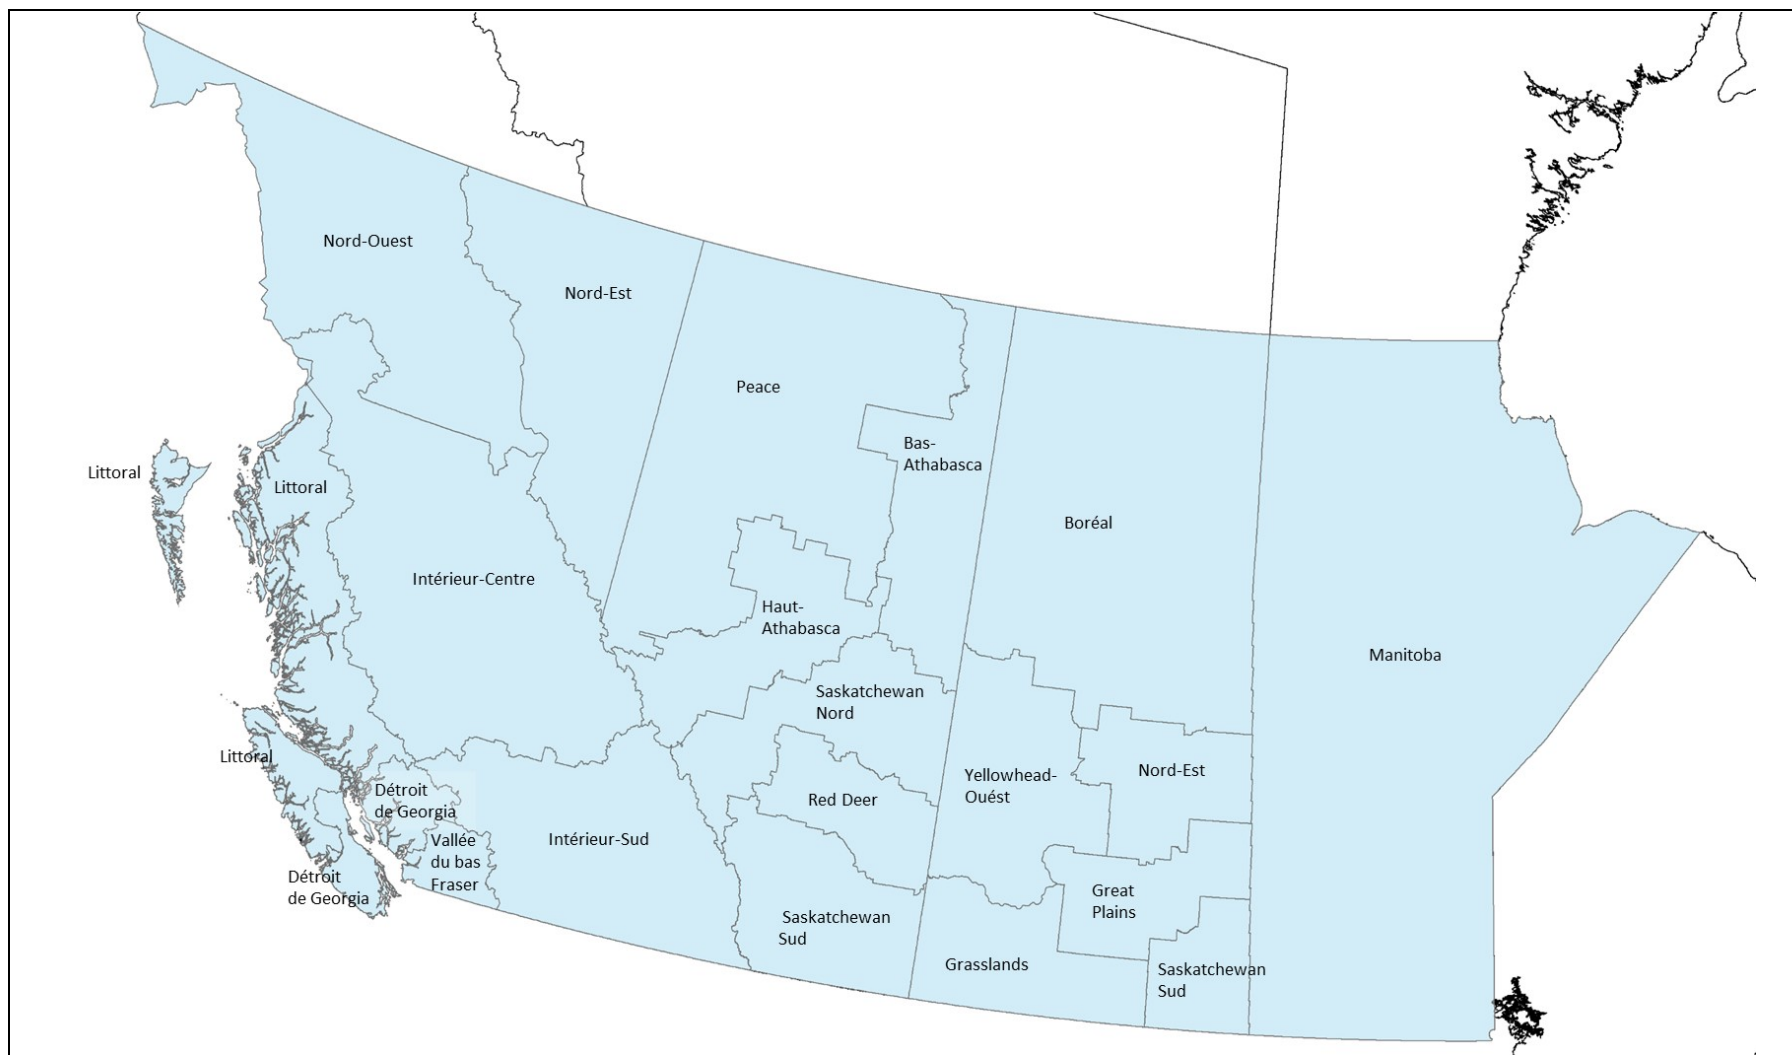 Nord-Ouest
Nord-Est
Peace
Bas-
Athabasca
Littoral
Littoral
Boréal
Intérieur-Centre
Haut-
Athabasca
Manitoba
Saskatchewan
Nord
Littoral
Nord-Est
Yellowhead-
Ouést
Détroit
de Georgia
Red Deer
Intérieur-Sud
Vallée
du bas
Fraser
Détroit
de Georgia
Great
Plains
Saskatchewan
Sud
Grasslands
Saskatchewan
Sud